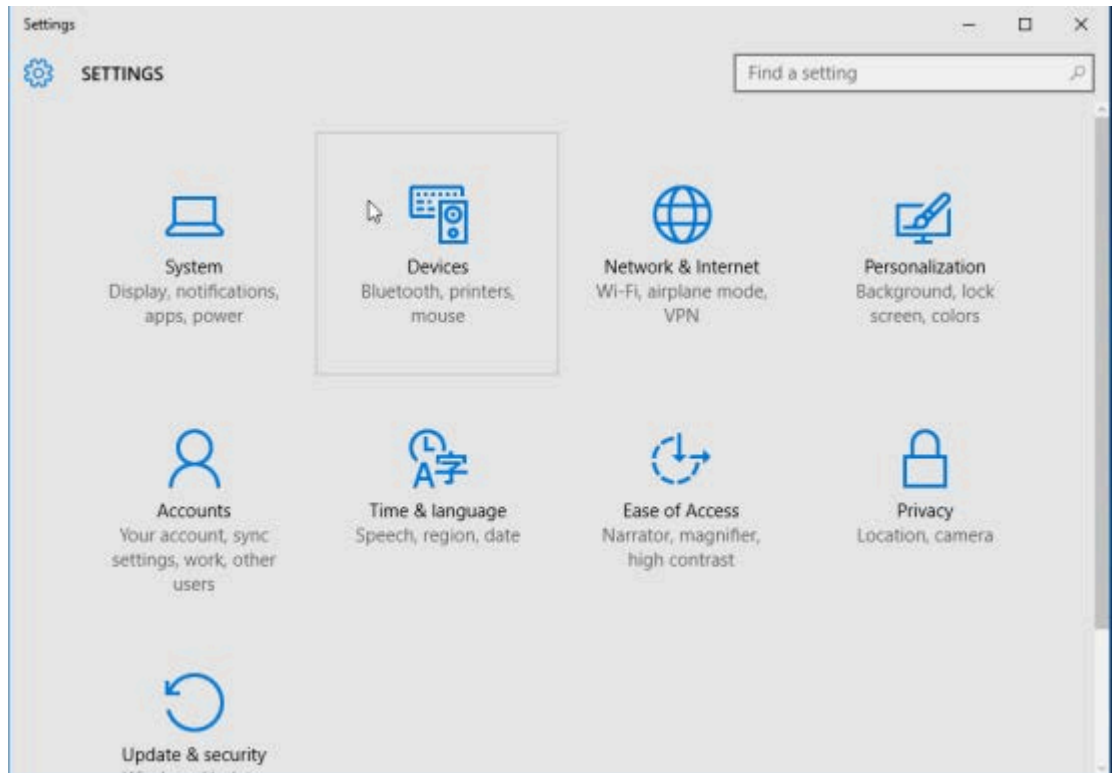 Settings
SETTINGS
Find a setting
System
Display, notifications,
apps, power
Devices
Bluetooth, printers,
mouse
Network & Internet
Wi-Fi, airplane mode,
VPN
Personalization
Background, lock
screen, colors
Accounts
Your account, sync
settings, work, other
users
A字
Time & language
Speech, region, date
Ease of Access
Narrator, magnifier,
high contrast
Privacy
Location, camera
Update & security